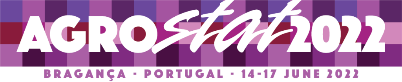 AGROstat2022
BRAGANÇA • PORTUGAL • 14-17 JUNE 2022